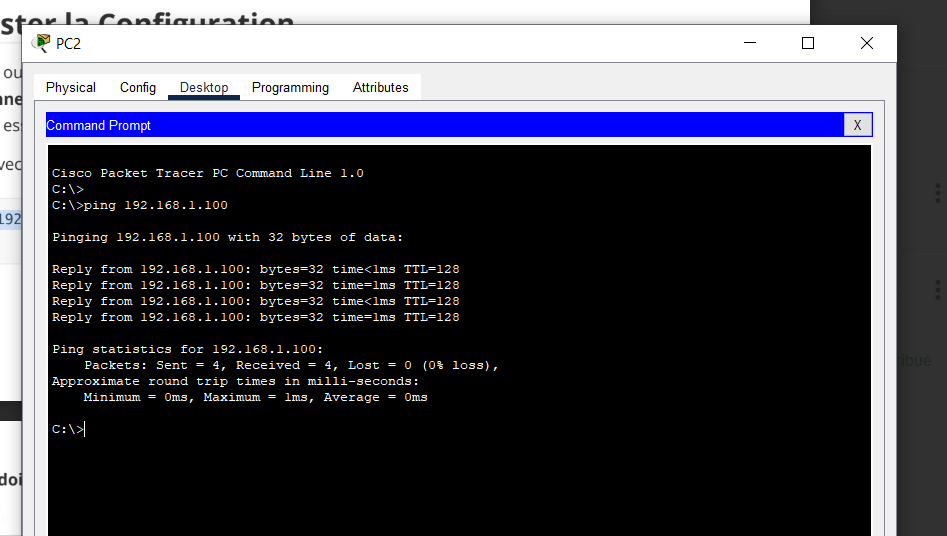 ster la Configuration
ou
PC2
nne
Physical Config Desktop Programming Attributes
es
Command Prompt X
vec
Cisco Packet Tracer PC Command Line 1.0
C:\>
192
C:\>ping 192.168.1.100
Pinging 192.168.1.100 with 32 bytes of data:
Reply from 192.168.1.100: bytes=32 time<1ms TTL=128
Reply from 192.168.1.100: bytes=32 time=1ms TTL=128
Reply from 192.168.1.100: bytes=32 time<1ms TTL=128
Reply from 192.168.1.100: bytes=32 time=1ms TTL=128
Ping statistics for 192.168.1.100:
Packets: Sent = 4, Received = 4, Lost = 0 (0% loss),
ribué
Approximate round trip times in milli-seconds:
Minimum = 0ms, Maximum = 1ms, Average = 0ms
C:\>
doi